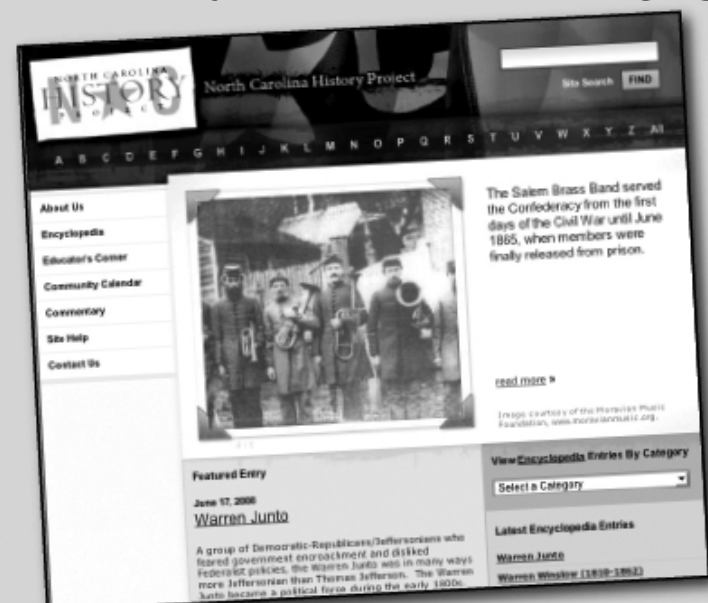 NORTH CAROLINA
HISTORY
PROJECT
North Carolina History Project
Site Search FIND
A B C D E F G H I J K L M N O P Q R S T U V W X Y Z All
About Us
Encyclopedia
Educator's Corner
Community Calendar
Commentary
Site Help
Contact Us
The Salem Brass Band served
the Confederacy from the first
days of the Civil War until June
1865, when members were
finally released from prison.
read more »
Image courtesy of the Moravian Music
Foundation, www.moravianmusic.org.
Featured Entry
June 17, 2008
Warren Junto
A group of Democratic-Republicans/Jeffersonians who
feared government encroachment and disliked
Federalist policies, the Warren Junto was in many ways
more Jeffersonian than Thomas Jefferson. The Warren
Junto became a political force during the early 1800s.
View Encyclopedia Entries By Category
Select a Category
Latest Encyclopedia Entries
Warren Junto
Warren Winslow (1810-1862)